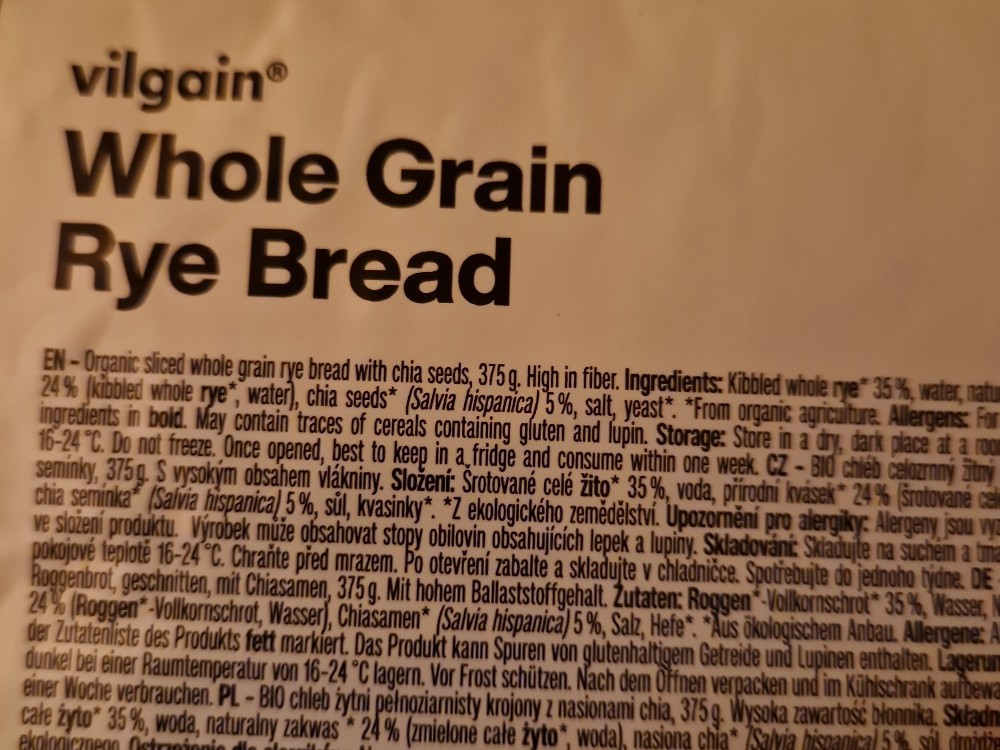 vilgain®
Whole Grain
Rye Bread
EN – Organic sliced whole grain rye bread with chia seeds, 375 g. High in fiber. Ingredients: Kibbled whole rye* 35 %, water, natu
24 % (kibbled whole rye*, water), chia seeds* (Salvia hispanica) 5 %, salt, yeast*. *From organic agriculture. Allergens: For
ingredients in bold. May contain traces of cereals containing gluten and lupin. Storage: Store in a dry, dark place at a roo
16–24 °C. Do not freeze. Once opened, best to keep in a fridge and consume within one week. CZ – BIO chléb celozrnný žitný
semínky, 375 g. S vysokým obsahem vlákniny. Složení: Šrotované celé žito* 35 %, voda, přírodní kvásek* 24 % (šrotované cel
chia semínka* (Salvia hispanica) 5 %, sůl, kvasinky*. *Z ekologického zemědělství. Upozornění pro alergiky: Alergeny jsou vyz
ve složení produktu. Výrobek může obsahovat stopy obilovin obsahujících lepek a lupiny. Skladování: Skladujte na suchém a tma
pokojové teplotě 16–24 °C. Chraňte před mrazem. Po otevření zabalte a skladujte v chladničce. Spotřebujte do jednoho týdne. DE
Roggenbrot, geschnitten, mit Chiasamen, 375 g. Mit hohem Ballaststoffgehalt. Zutaten: Roggen*-Vollkornschrot* 35 %, Wasser,
24 % (Roggen*-Vollkornschrot, Wasser), Chiasamen* (Salvia hispanica) 5 %, Salz, Hefe*. *Aus ökologischem Anbau. Allergene: A
der Zutatenliste des Produkts fett markiert. Das Produkt kann Spuren von glutenhaltigem Getreide und Lupinen enthalten. Lagerun
dunkel bei einer Raumtemperatur von 16–24 °C lagern. Vor Frost schützen. Nach dem Öffnen verpacken und im Kühlschrank aufbewa
einer Woche verbrauchen. PL – BIO chleb żytni pełnoziarnisty krojony z nasionami chia, 375 g. Wysoka zawartość błonnika. Składn
całe żyto* 35 %, woda, naturalny zakwas * 24 % (zmielone całe żyto*, woda), nasiona chia* (Salvia hispanica) 5 %, sól, drożdż
ekologicznego. Ostrzeżenie dla